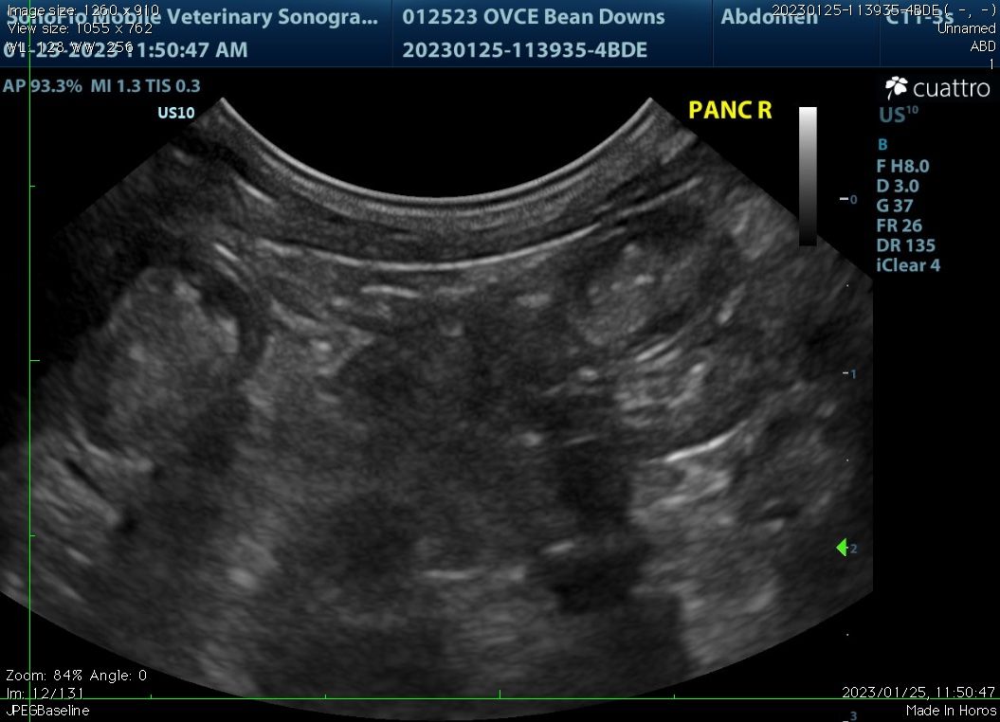 Image size: 1260 x 910
View size: 1055 x 762
WL: 128 WW: 256
SonoFlo Mobile Veterinary Sonogra...
01-25-2023 11:50:47 AM
012523 OVCE Bean Downs
20230125-113935-4BDE
Abdomen
20230125-113935-4BDE ( -, -)
Unnamed
ABD
1
AP 93.3% MI 1.3 TIS 0.3
US10
PANC R
cuattro
US10
B
F H8.0
D 3.0
G 37
FR 26
DR 135
iClear 4
0
1
2
3
Zoom: 84% Angle: 0
Im: 12/131
JPEGBaseline
2023/01/25, 11:50:47
Made In Horos